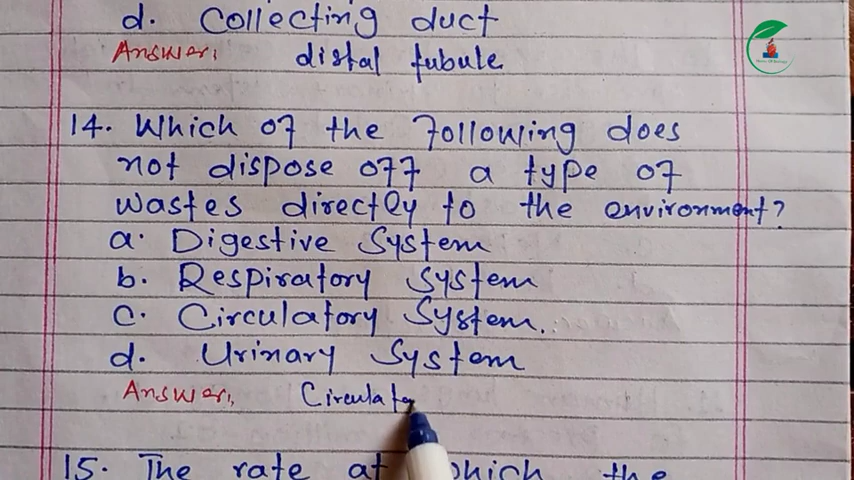 d. Collecting duct
Answer: distal tubule
14. Which of the following does
not dispose off a type of
wastes directly to the environment?
a. Digestive System
b. Respiratory System
c. Circulatory System.
d. Urinary System
Answer: Circulato
15. The rate at which the